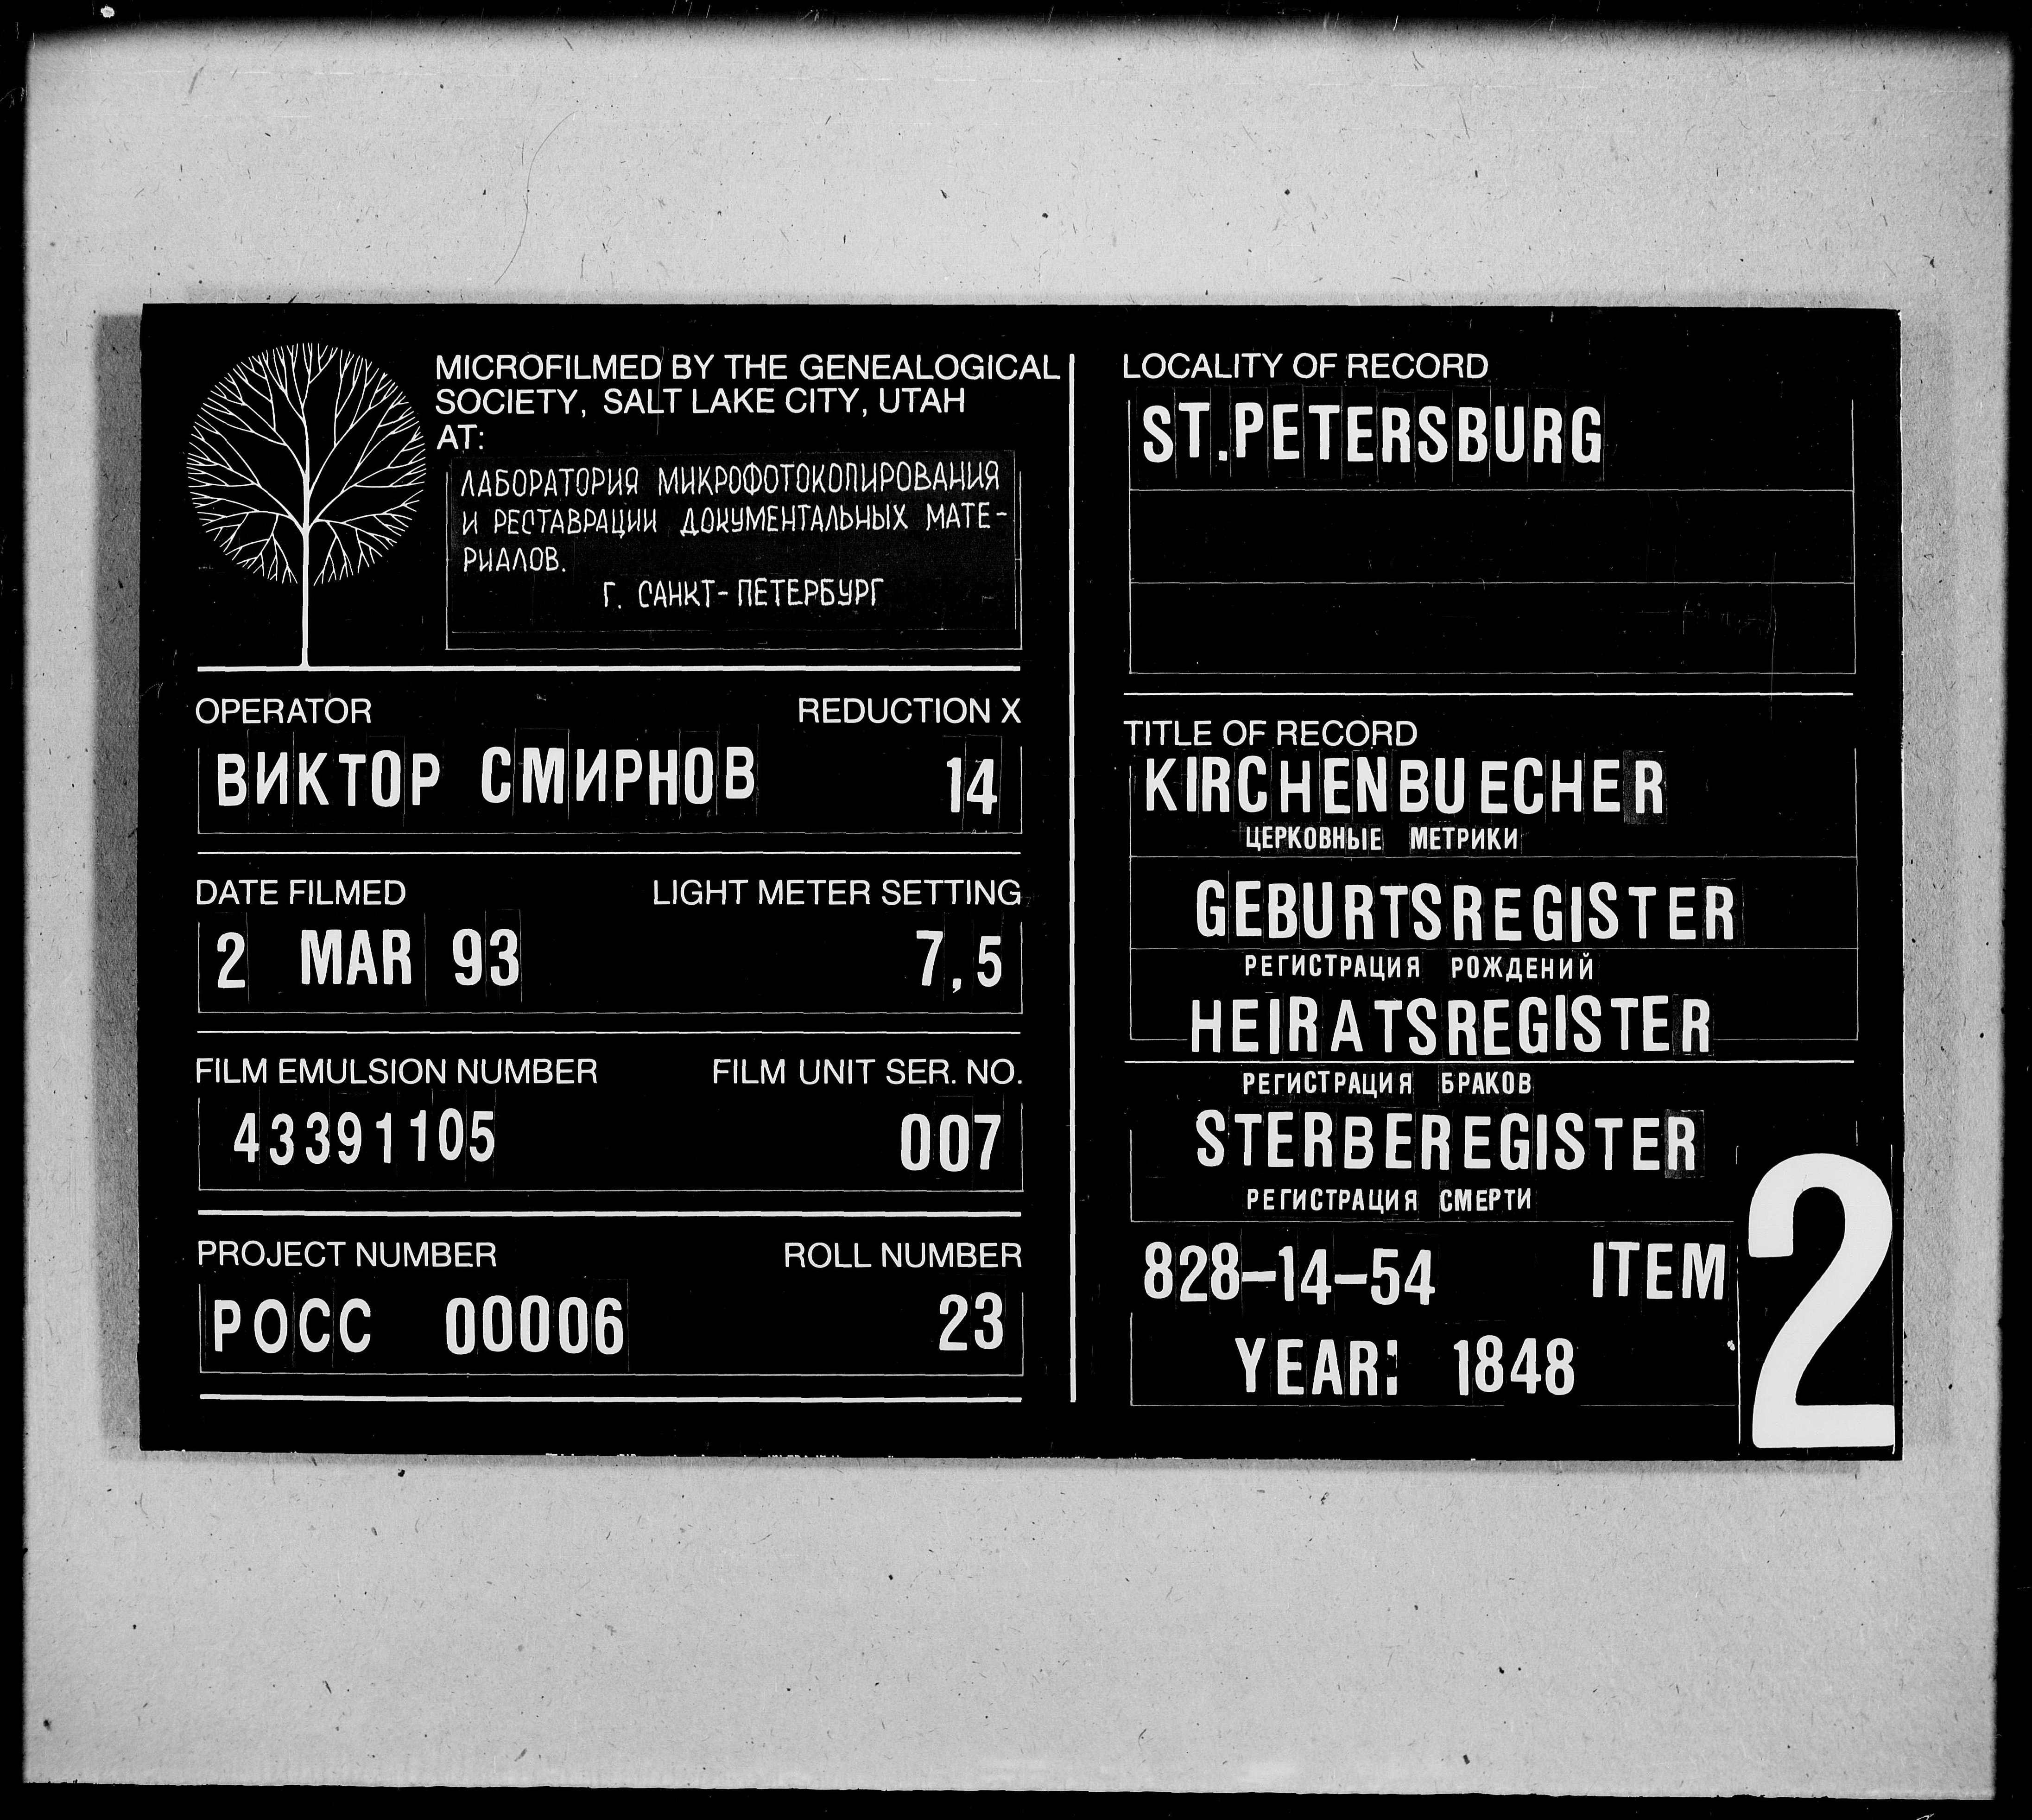 MICROFILMED BY THE GENEALOGICAL
SOCIETY, SALT LAKE CITY, UTAH
AT:
ЛАБОРАТОРИЯ МИКРОФОТОКОПИРОВАНИЯ
И РЕСТАВРАЦИИ ДОКУМЕНТАЛЬНЫХ МАТЕ-
РИАЛОВ.
Г. САНКТ-ПЕТЕРБУРГ
OPERATOR REDUCTION X
ВИКТОР СМИРНОВ 14
DATE FILMED LIGHT METER SETTING
2 MAR 93 7,5
FILM EMULSION NUMBER FILM UNIT SER. NO.
43391105 007
PROJECT NUMBER ROLL NUMBER
РОСС 00006 23
LOCALITY OF RECORD
ST.PETERSBURG
TITLE OF RECORD
KIRCHENBUECHER
ЦЕРКОВНЫЕ МЕТРИКИ
GEBURTSREGISTER
РЕГИСТРАЦИЯ РОЖДЕНИЙ
HEIRATSREGISTER
РЕГИСТРАЦИЯ БРАКОВ
STERBEREGISTER
РЕГИСТРАЦИЯ СМЕРТИ
828-14-54 ITEM 2
YEAR: 1848